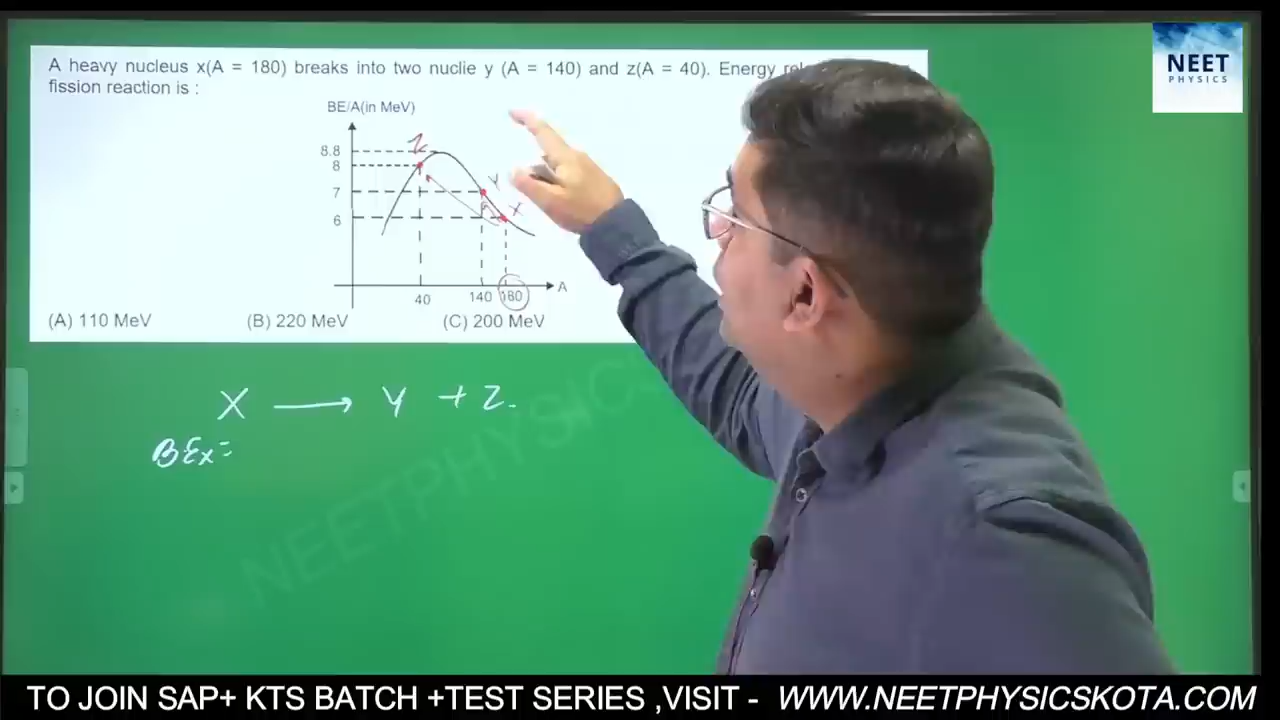 A heavy nucleus x(A = 180) breaks into two nuclie y (A = 140) and z(A = 40). Energy
fission reaction is :
BE/A(in MeV)
8.8
8
7
6
Z
Y
X
A
40
140
180
(A) 110 MeV
(B) 220 MeV
(C) 200 MeV
X → Y + Z.
BEx=
NEETPHYSICSKOTA
NEET
PHYSICS
TO JOIN SAP+ KTS BATCH +TEST SERIES ,VISIT - WWW.NEETPHYSICSKOTA.COM